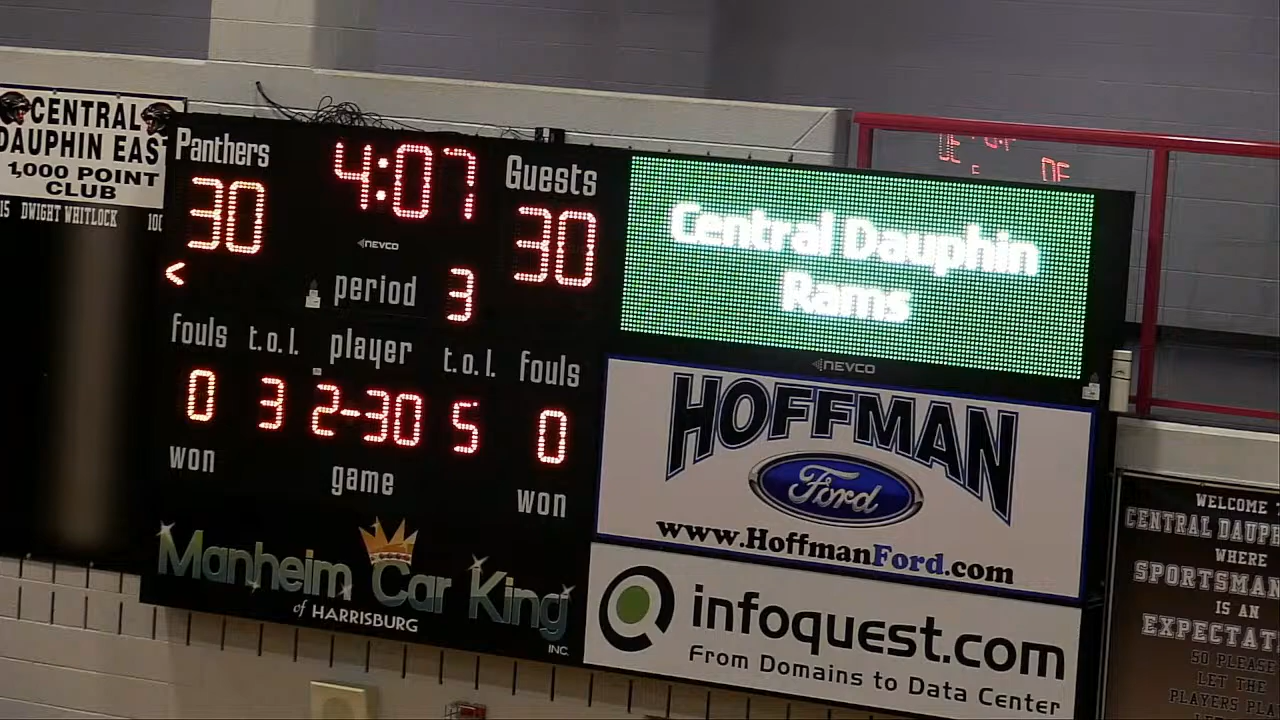 CENTRAL
DAUPHIN EAS
1,000 POINT
CLUB
15 DWIGHT WHITLOCK 100
Panthers 4:07 Guests
30 30
NEVCO
< period 3
fouls t.o.l. player t.o.l. fouls
0 3 2-30 5 0
won game won
Manheim Car King
of HARRISBURG
INC.
Central Dauphin
Rams
NEVCO
HOFFMAN
Ford
www.HoffmanFord.com
infoquest.com
From Domains to Data Center
WELCOME
CENTRAL DAUPH
WHERE
SPORTSMAN
IS AN
EXPECTAT
SO PLEASE
LET THE
PLAYERS PLA